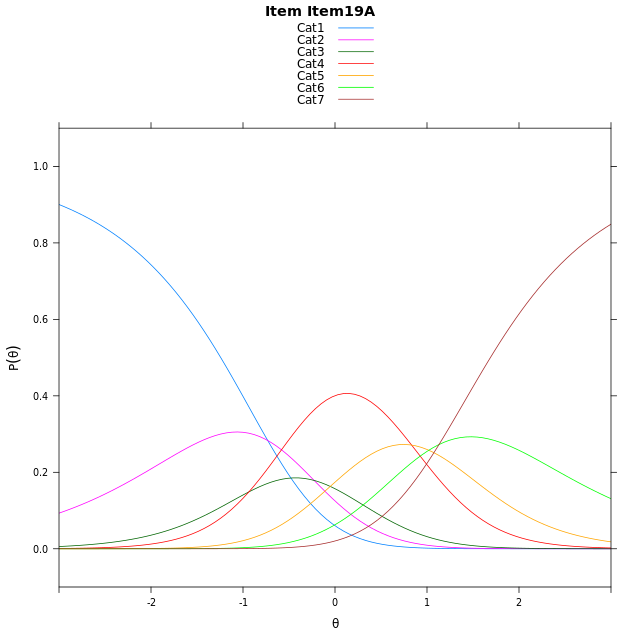 Item Item19A
Cat1
Cat2
Cat3
Cat4
Cat5
Cat6
Cat7
1.0
0.8
0.6
0.4
0.2
0.0
P(θ)
-2 -1 0 1 2
θ